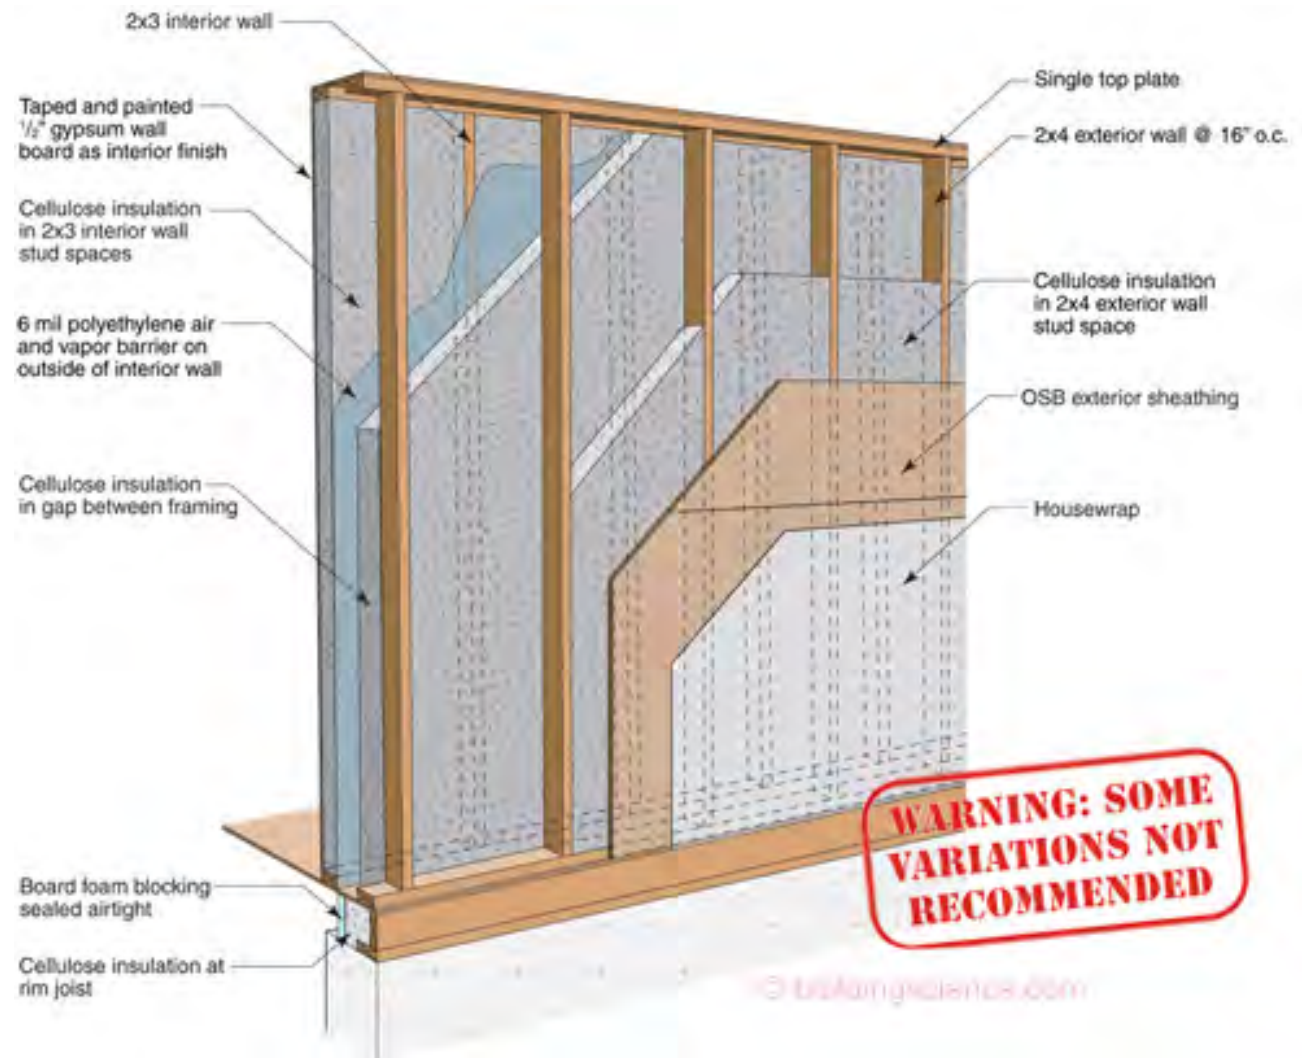 2x3 interior wall
Taped and painted
½" gypsum wall
board as interior finish
Cellulose insulation
in 2x3 interior wall
stud spaces
6 mil polyethylene air
and vapor barrier on
outside of interior wall
Cellulose insulation
in gap between framing
Board foam blocking
sealed airtight
Cellulose insulation at
rim joist
Single top plate
2x4 exterior wall @ 16" o.c.
Cellulose insulation
in 2x4 exterior wall
stud space
OSB exterior sheathing
Housewrap
WARNING: SOME
VARIATIONS NOT
RECOMMENDED
© buildingscience.com